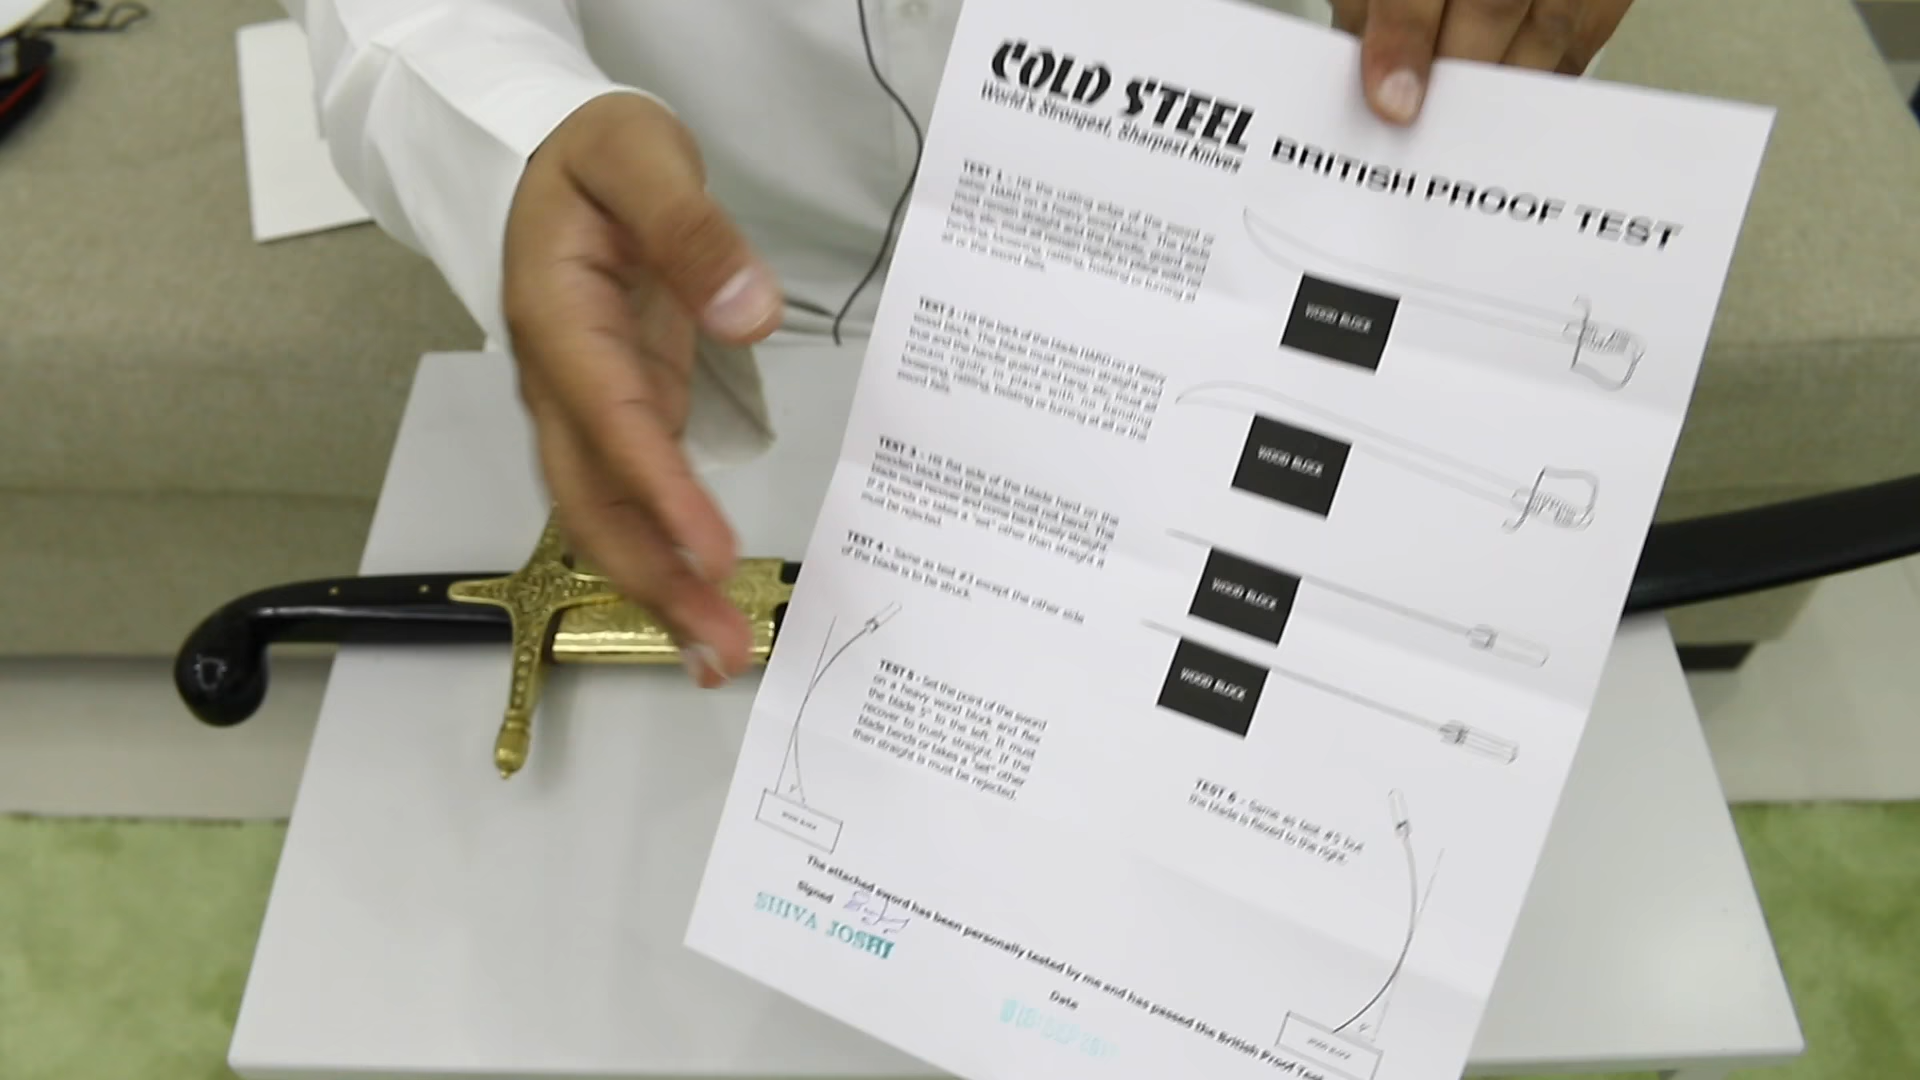 COLD STEEL
World's Strongest, Sharpest Knives
BRITISH PROOF TEST
TEST 1 - Hit the cutting edge of the sword or
saber HARD on a heavy wood block. The blade
must remain straight and the handle, guard and
tang etc. must all remain rigidly in place with no
bending, loosening, rattling, twisting or turning at
all or the sword fails.
WOOD BLOCK
TEST 2 - Hit the back of the blade HARD on a heavy
wood block. The blade must remain straight and
true and the handle guard and tang, etc. must all
remain rigidly in place with no bending
loosening, rattling, twisting or turning at all or the
sword fails.
WOOD BLOCK
TEST 3 - Hit flat side of the blade hard on the
wooden block and the blade must not bend. The
blade must recover and come back truely straight.
If it bends or takes a "set" other than straight it
must be rejected.
WOOD BLOCK
TEST 4 - Same as test #3 except the other side
of the blade is to be struck.
WOOD BLOCK
TEST 5 - Set the point of the sword
on a heavy wood block and flex
the blade 5" to the left. It must
recover to truely straight. If the
blade bends or takes a "set" other
than straight is must be rejected.
WOOD BLOCK
TEST 6 - Same as test #5 but
the blade is flexed to the right.
WOOD BLOCK
The attached sword has been personally tested by me and has passed the British Proof Test
Signed
SHIVA JOSHI
Date